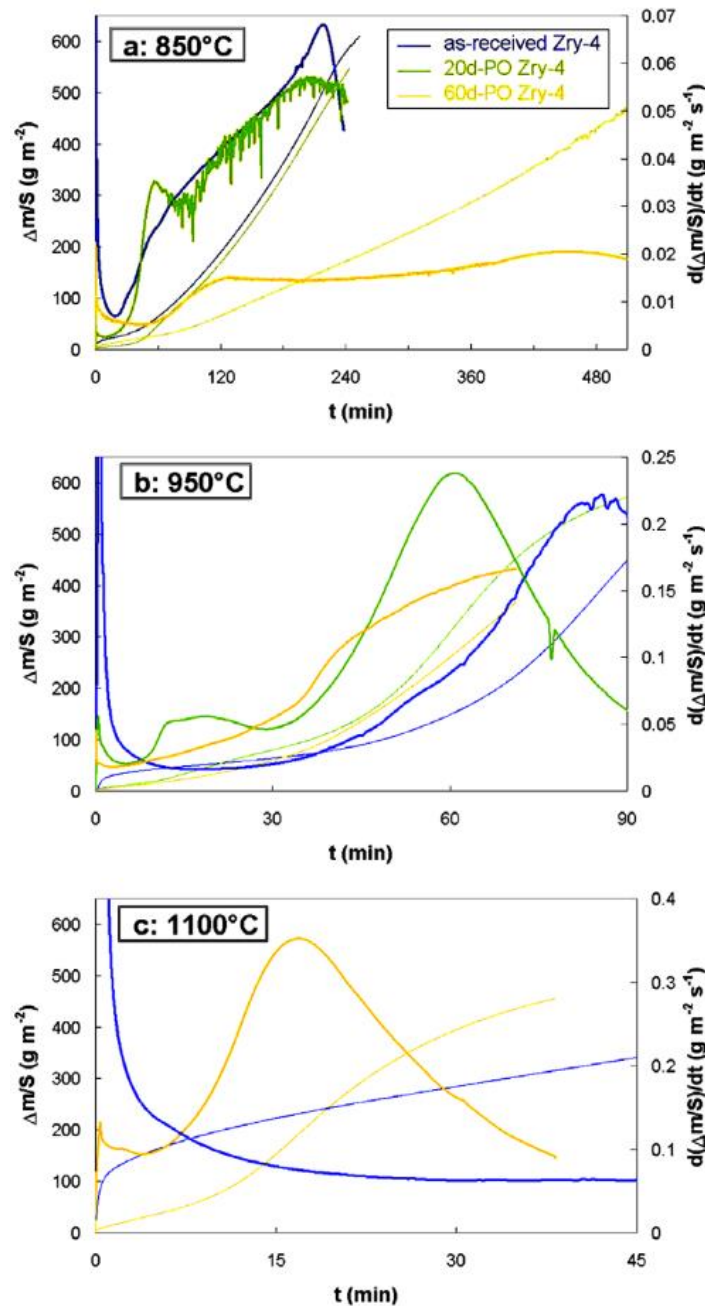 a: 850°C
as-received Zry-4
20d-PO Zry-4
60d-PO Zry-4
600
500
400
300
200
100
0
Δm/S (g m⁻²)
0.07
0.06
0.05
0.04
0.03
0.02
0.01
0
d(Δm/S)/dt (g m⁻² s⁻¹)
0 120 240 360 480
t (min)
b: 950°C
600
500
400
300
200
100
0
Δm/S (g m⁻²)
0.25
0.2
0.15
0.1
0.05
0
d(Δm/S)/dt (g m⁻² s⁻¹)
0 30 60 90
t (min)
c: 1100°C
600
500
400
300
200
100
0
Δm/S (g m⁻²)
0.4
0.3
0.2
0.1
0
d(Δm/S)/dt (g m⁻² s⁻¹)
0 15 30 45
t (min)